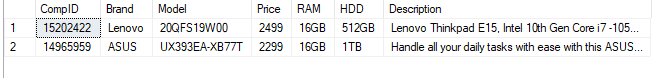 CompID Brand Model Price RAM HDD Description
1 15202422 Lenovo 20QFS19W00 2499 16GB 512GB Lenovo Thinkpad E15, Intel 10th Gen Core i7 -105...
2 14965959 ASUS UX393EA-XB77T 2299 16GB 1TB Handle all your daily tasks with ease with this ASUS...